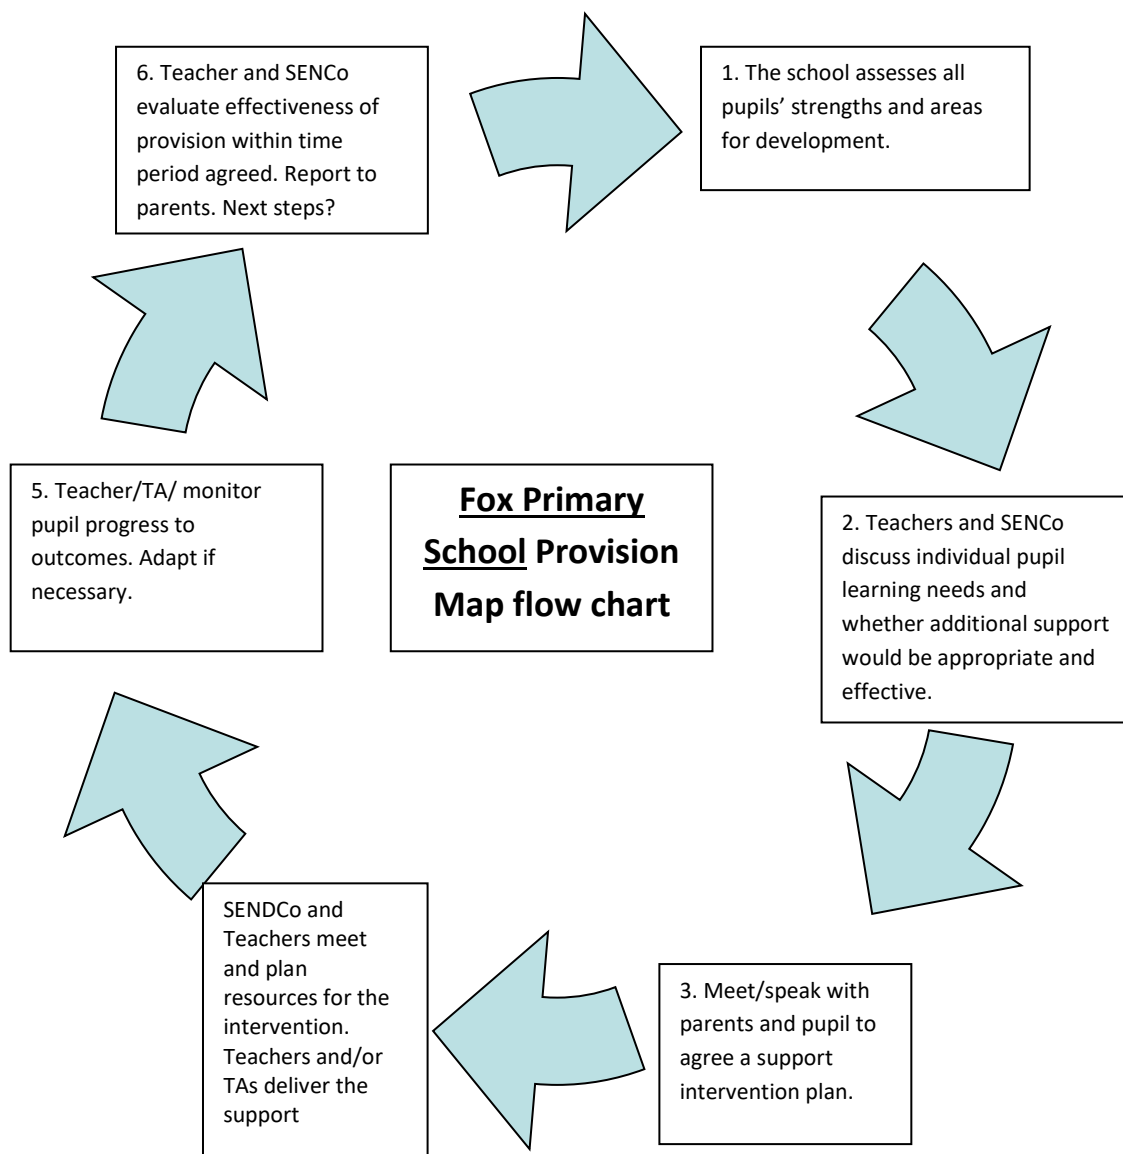 6. Teacher and SENCo
evaluate effectiveness of
provision within time
period agreed. Report to
parents. Next steps?
1. The school assesses all
pupils’ strengths and areas
for development.
2. Teachers and SENCo
discuss individual pupil
learning needs and
whether additional support
would be appropriate and
effective.
3. Meet/speak with
parents and pupil to
agree a support
intervention plan.
SENDCo and
Teachers meet
and plan
resources for the
intervention.
Teachers and/or
TAs deliver the
support
5. Teacher/TA/ monitor
pupil progress to
outcomes. Adapt if
necessary.
Fox Primary
School Provision
Map flow chart